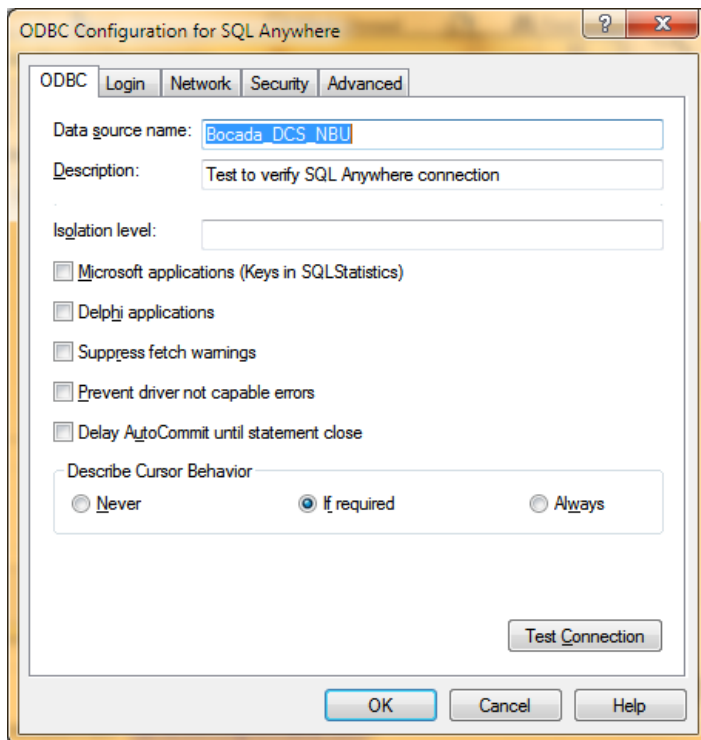 ODBC Configuration for SQL Anywhere
?
X
ODBC Login Network Security Advanced
Data source name: Bocada_DCS_NBU
Description: Test to verify SQL Anywhere connection
Isolation level:
Microsoft applications (Keys in SQLStatistics)
Delphi applications
Suppress fetch warnings
Prevent driver not capable errors
Delay AutoCommit until statement close
Describe Cursor Behavior
Never If required Always
Test Connection
OK Cancel Help